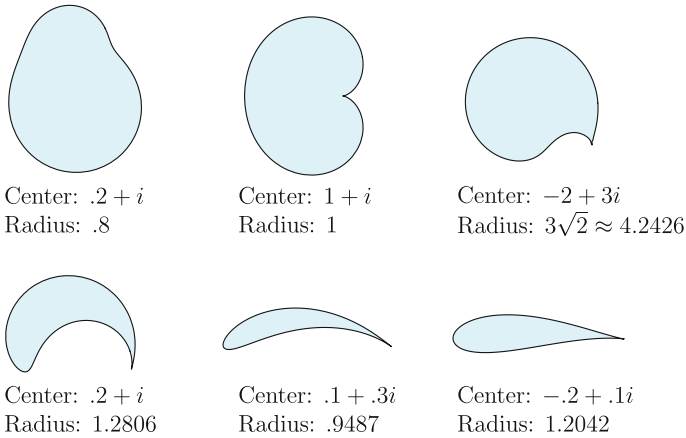 Center: .2 + i
Radius: .8
Center: 1 + i
Radius: 1
Center: −2 + 3i
Radius: 3√2 ≈ 4.2426
Center: .2 + i
Radius: 1.2806
Center: .1 + .3i
Radius: .9487
Center: −.2 + .1i
Radius: 1.2042